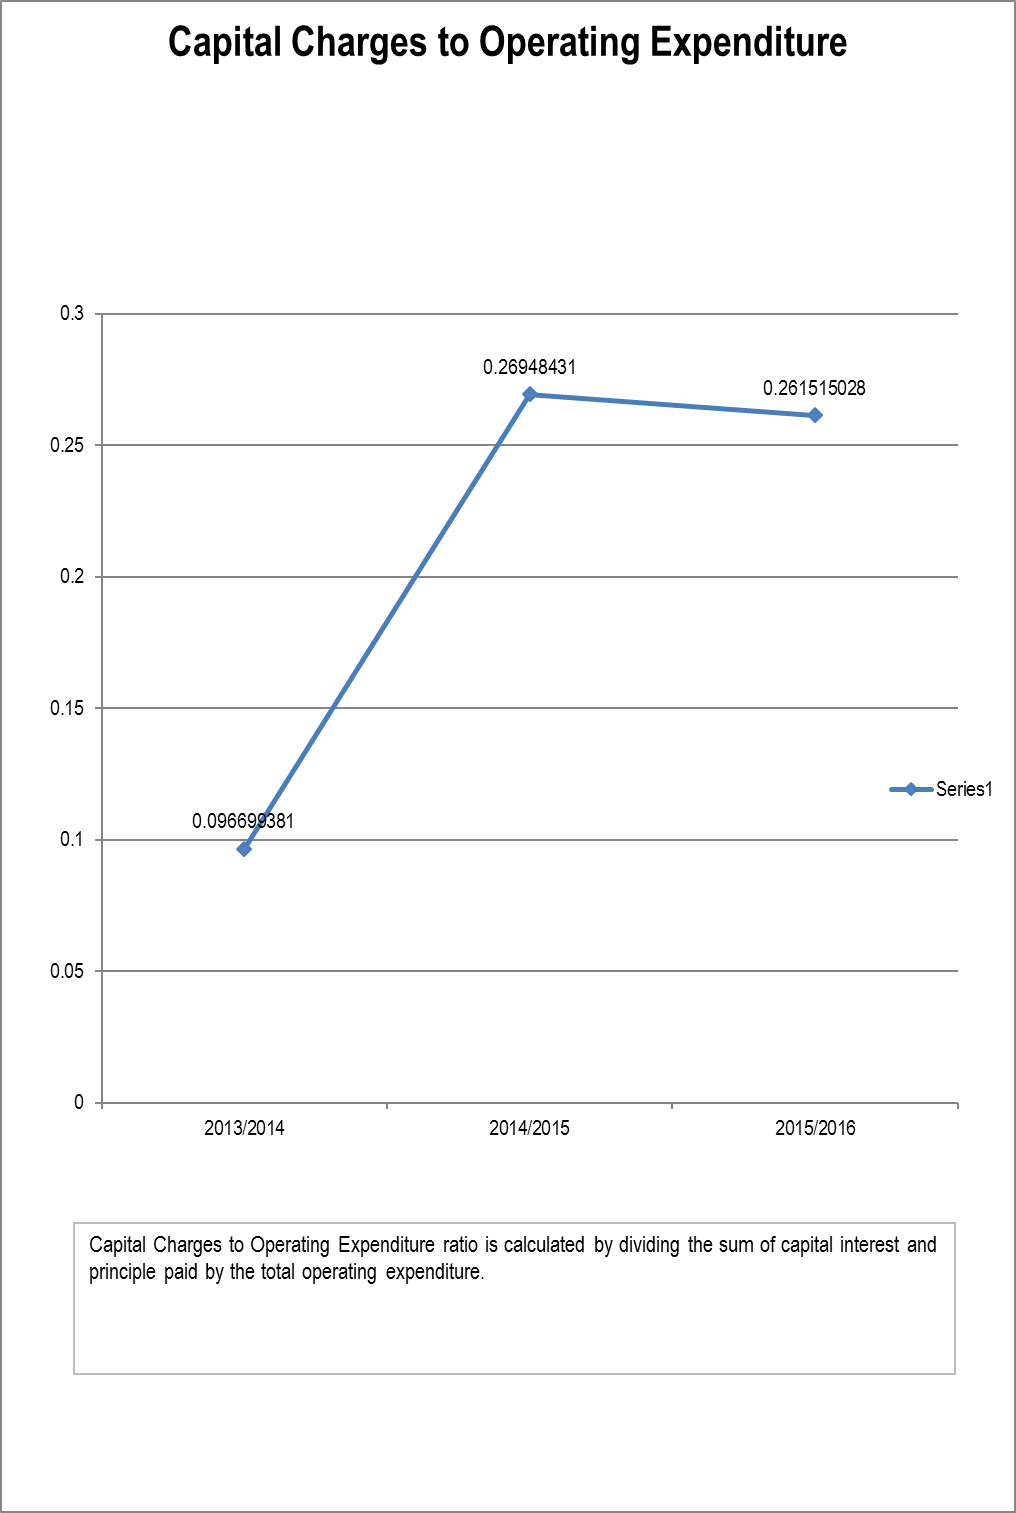 Capital Charges to Operating Expenditure
0.3
0.26948431
0.261515028
0.25
0.2
0.15
Series1
0.096699381
0.1
0.05
0
2013/2014 2014/2015 2015/2016
Capital Charges to Operating Expenditure ratio is calculated by dividing the sum of capital interest and
principle paid by the total operating expenditure.